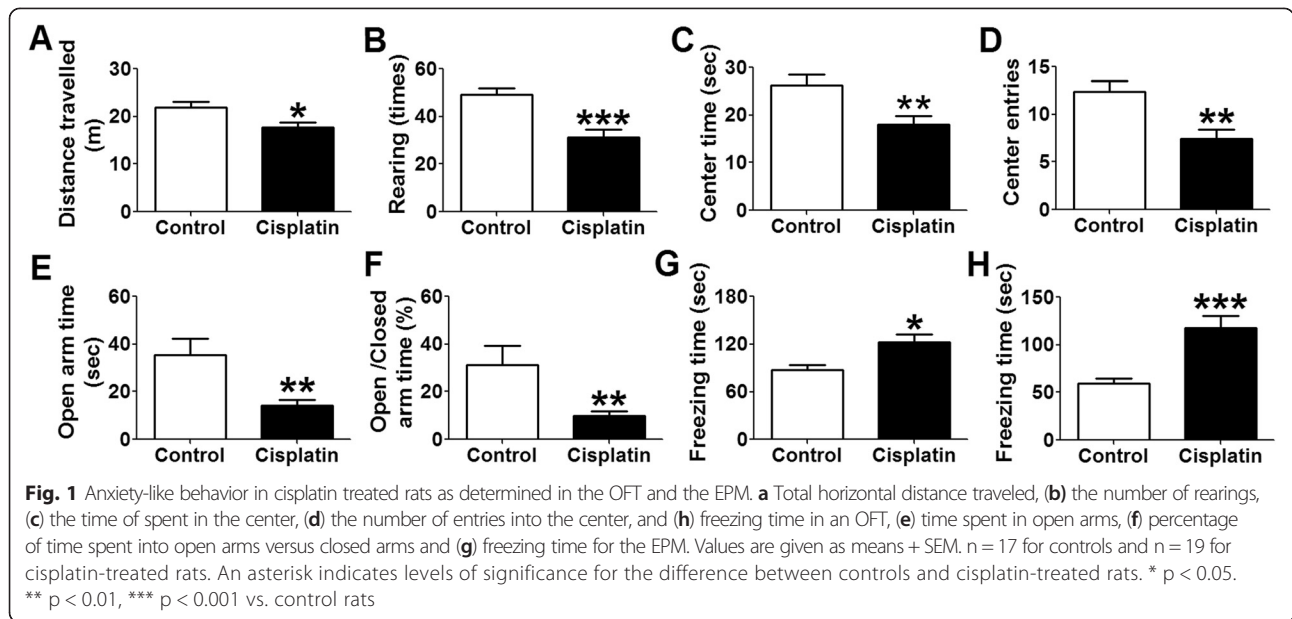 A
Distance travelled
(m)
30
20
10
0
*
Control Cisplatin
B
Rearing (times)
60
40
20
0
***
Control Cisplatin
C
Center time (sec)
30
20
10
0
**
Control Cisplatin
D
Center entries
15
10
5
0
**
Control Cisplatin
E
Open arm time
(sec)
60
40
20
0
**
Control Cisplatin
F
Open /Closed
arm time (%)
60
40
20
0
**
Control Cisplatin
G
Freezing time (sec)
180
120
60
0
*
Control Cisplatin
H
Freezing time (sec)
150
100
50
0
***
Control Cisplatin
Fig. 1 Anxiety-like behavior in cisplatin treated rats as determined in the OFT and the EPM. a Total horizontal distance traveled, (b) the number of rearings,
(c) the time of spent in the center, (d) the number of entries into the center, and (h) freezing time in an OFT, (e) time spent in open arms, (f) percentage
of time spent into open arms versus closed arms and (g) freezing time for the EPM. Values are given as means + SEM. n = 17 for controls and n = 19 for
cisplatin-treated rats. An asterisk indicates levels of significance for the difference between controls and cisplatin-treated rats. * p < 0.05.
** p < 0.01, *** p < 0.001 vs. control rats